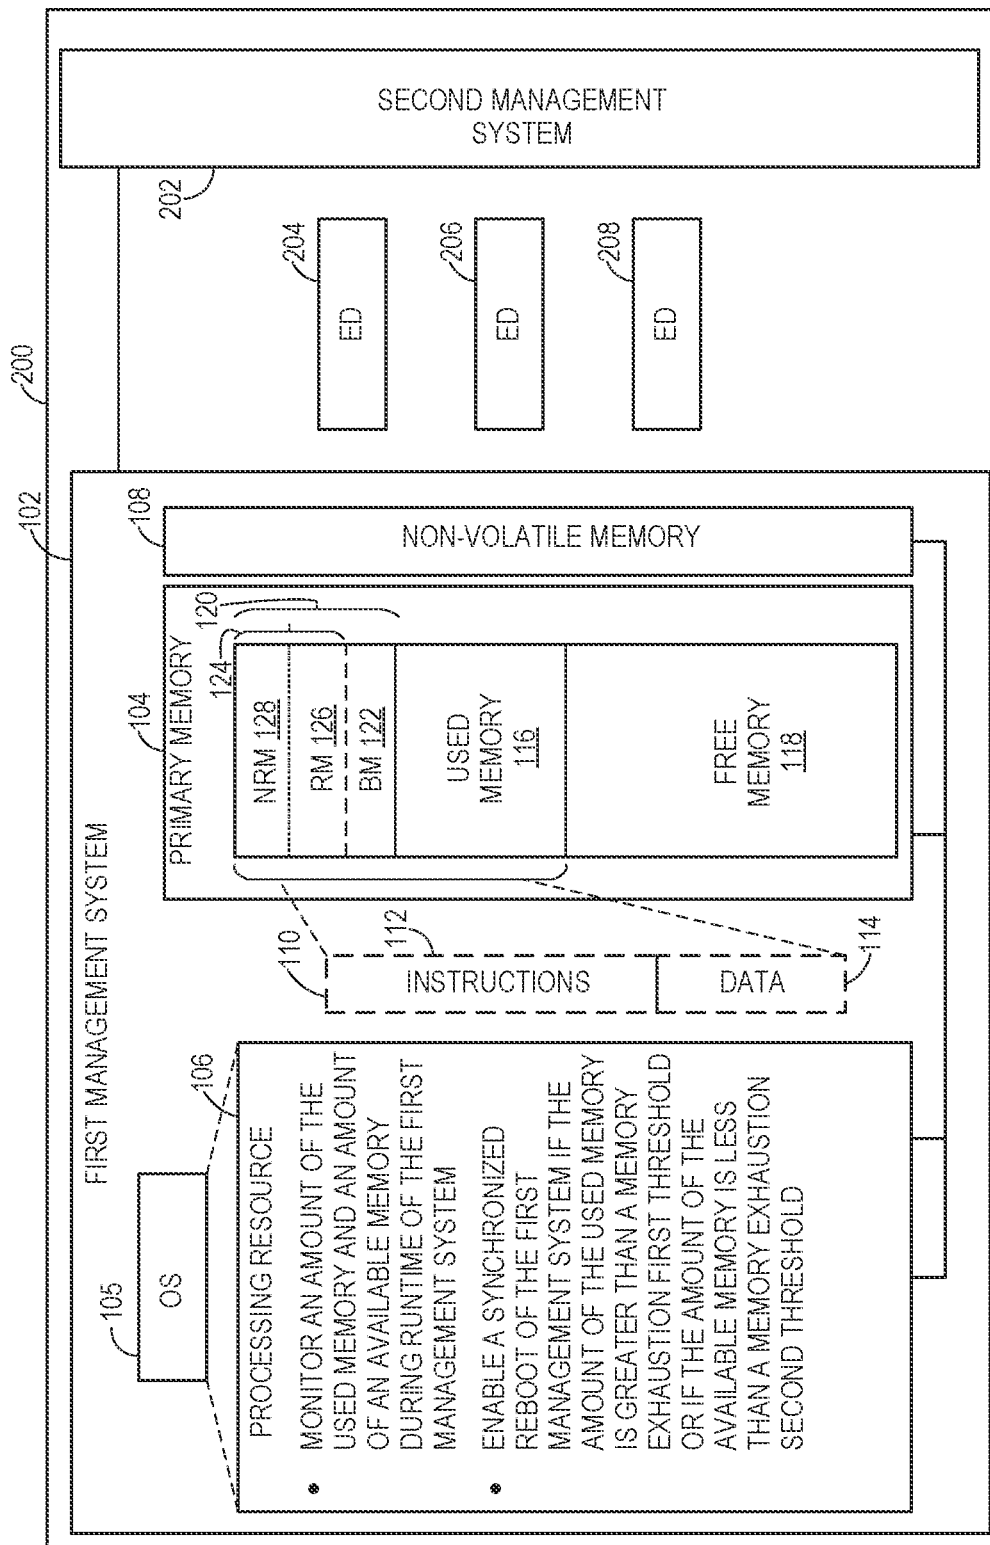 200
102
FIRST MANAGEMENT SYSTEM
105
OS
106
PROCESSING RESOURCE
• MONITOR AN AMOUNT OF THE
USED MEMORY AND AN AMOUNT
OF AN AVAILABLE MEMORY
DURING RUNTIME OF THE FIRST
MANAGEMENT SYSTEM
• ENABLE A SYNCHRONIZED
REBOOT OF THE FIRST
MANAGEMENT SYSTEM IF THE
AMOUNT OF THE USED MEMORY
IS GREATER THAN A MEMORY
EXHAUSTION FIRST THRESHOLD
OR IF THE AMOUNT OF THE
AVAILABLE MEMORY IS LESS
THAN A MEMORY EXHAUSTION
SECOND THRESHOLD
110
112
INSTRUCTIONS
DATA
114
104
PRIMARY MEMORY
124
120
NRM 128
RM 126
BM 122
USED
MEMORY
116
FREE
MEMORY
118
108
NON-VOLATILE MEMORY
204
ED
206
ED
208
ED
202
SECOND MANAGEMENT
SYSTEM